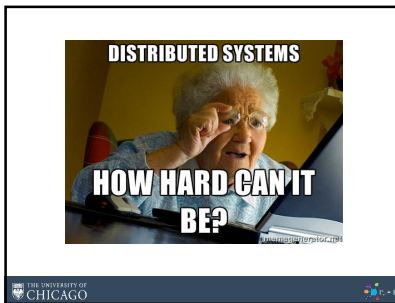 DISTRIBUTED SYSTEMS
HOW HARD CAN IT
BE?
memegenerator.net
THE UNIVERSITY OF
CHICAGO